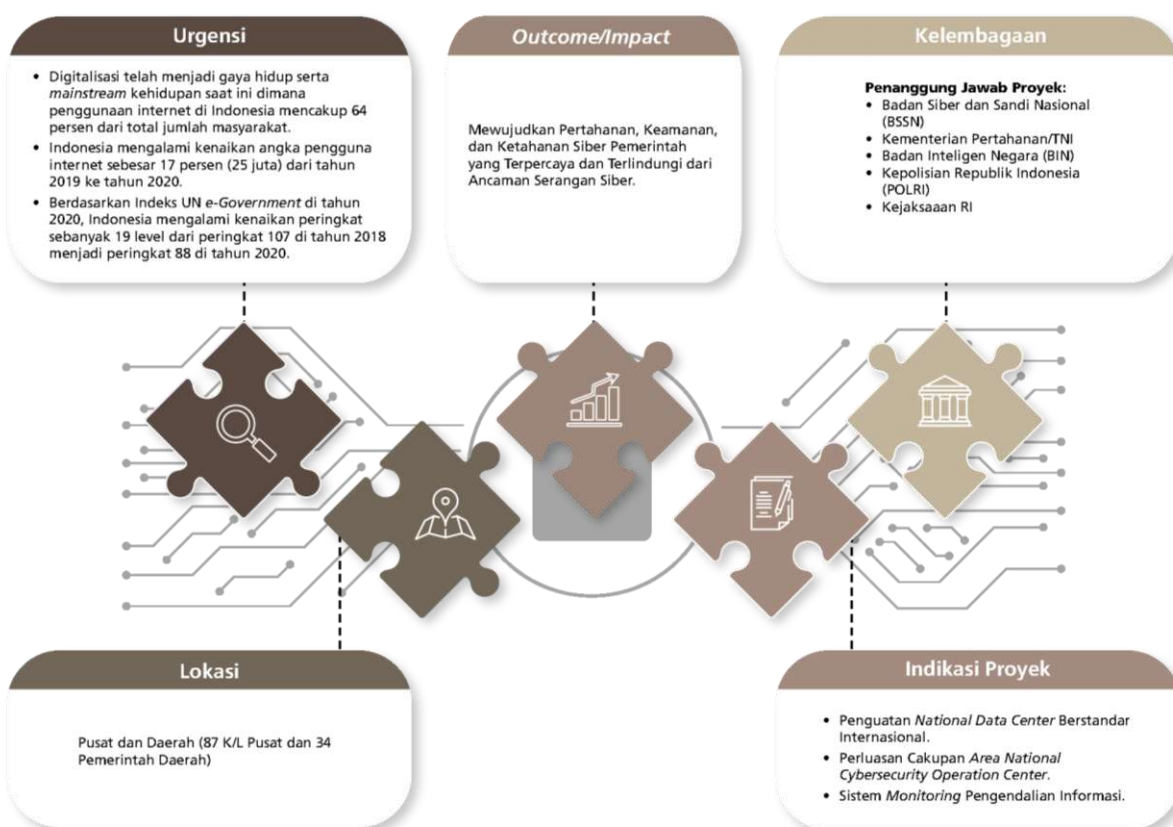 Urgensi
• Digitalisasi telah menjadi gaya hidup serta
mainstream kehidupan saat ini dimana
penggunaan internet di Indonesia mencakup 64
persen dari total jumlah masyarakat.
• Indonesia mengalami kenaikan angka pengguna
internet sebesar 17 persen (25 juta) dari tahun
2019 ke tahun 2020.
• Berdasarkan Indeks UN e-Government di tahun
2020, Indonesia mengalami kenaikan peringkat
sebanyak 19 level dari peringkat 107 di tahun 2018
menjadi peringkat 88 di tahun 2020.
Outcome/Impact
Mewujudkan Pertahanan, Keamanan,
dan Ketahanan Siber Pemerintah
yang Terpercaya dan Terlindungi dari
Ancaman Serangan Siber.
Kelembagaan
Penanggung Jawab Proyek:
• Badan Siber dan Sandi Nasional
(BSSN)
• Kementerian Pertahanan/TNI
• Badan Inteligen Negara (BIN)
• Kepolisian Republik Indonesia
(POLRI)
• Kejaksaaan RI
Lokasi
Pusat dan Daerah (87 K/L Pusat dan 34
Pemerintah Daerah)
Indikasi Proyek
• Penguatan National Data Center Berstandar
Internasional.
• Perluasan Cakupan Area National
Cybersecurity Operation Center.
• Sistem Monitoring Pengendalian Informasi.